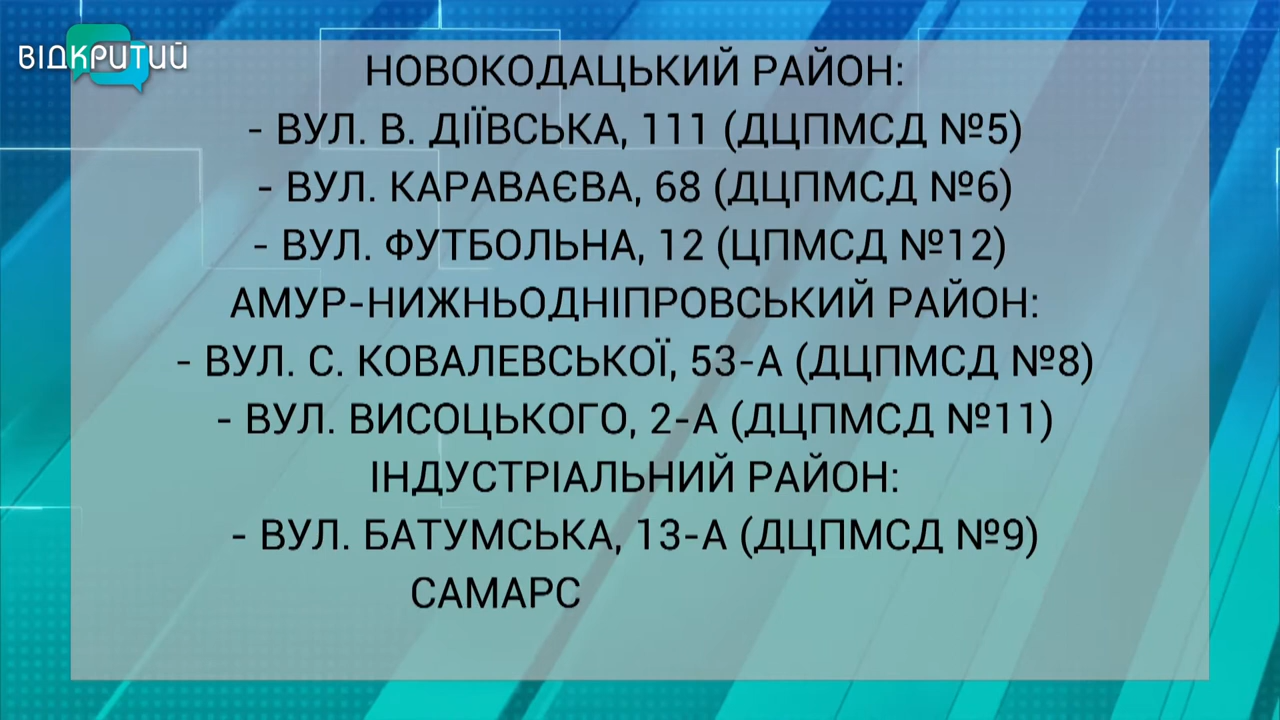 ВІДКРИТИЙ
НОВОКОДАЦЬКИЙ РАЙОН:
- ВУЛ. В. ДІЇВСЬКА, 111 (ДЦПМСД №5)
- ВУЛ. КАРАВАЄВА, 68 (ДЦПМСД №6)
- ВУЛ. ФУТБОЛЬНА, 12 (ЦПМСД №12)
АМУР-НИЖНЬОДНІПРОВСЬКИЙ РАЙОН:
- ВУЛ. С. КОВАЛЕВСЬКОЇ, 53-А (ДЦПМСД №8)
- ВУЛ. ВИСОЦЬКОГО, 2-А (ДЦПМСД №11)
ІНДУСТРІАЛЬНИЙ РАЙОН:
- ВУЛ. БАТУМСЬКА, 13-А (ДЦПМСД №9)
САМАРС